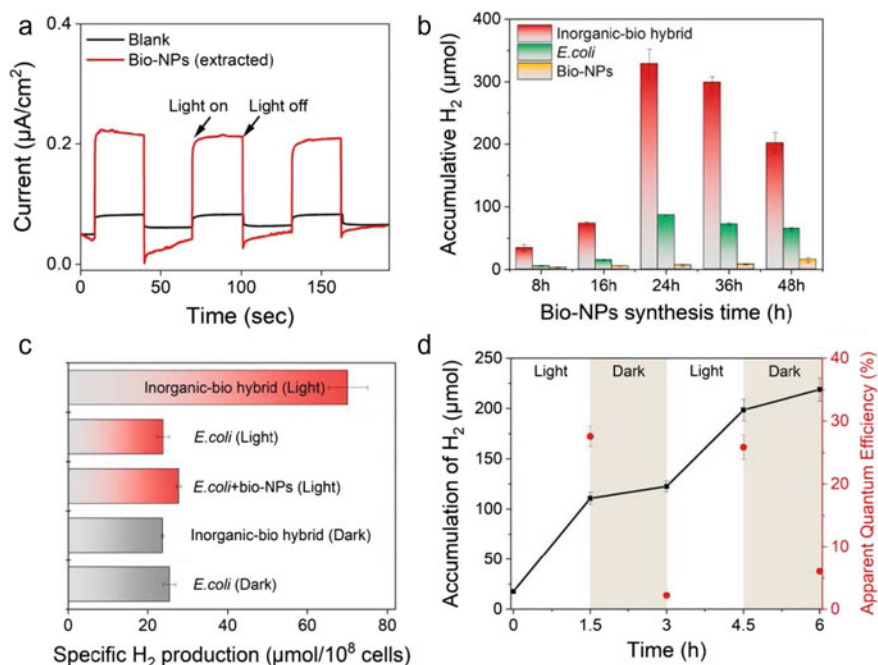 a
Current (μA/cm²)
0.4
0.2
0.0
Blank
Bio-NPs (extracted)
Light on
Light off
0
50
100
150
Time (sec)
b
Accumulative H₂ (μmol)
400
300
200
100
0
Inorganic-bio hybrid
E.coli
Bio-NPs
8h
16h
24h
36h
48h
Bio-NPs synthesis time (h)
c
Inorganic-bio hybrid (Light)
E.coli (Light)
E.coli+bio-NPs (Light)
Inorganic-bio hybrid (Dark)
E.coli (Dark)
0
20
40
60
80
Specific H₂ production (μmol/10⁸ cells)
d
Accumulation of H₂ (μmol)
250
200
150
100
50
0
Light
Dark
Light
Dark
40
30
20
10
0
Apparent Quantum Efficiency (%)
0
1.5
3
4.5
6
Time (h)